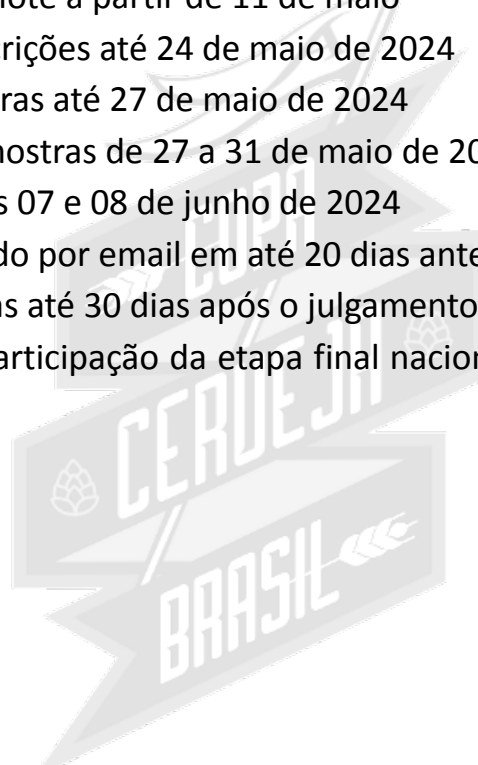 lote a partir de 11 de maio
rições até 24 de maio de 2024
ras até 27 de maio de 2024
nostras de 27 a 31 de maio de 20
s 07 e 08 de junho de 2024
do por email em até 20 dias ante
as até 30 dias após o julgamento
articipação da etapa final nacion
COPA
CERVEJA
BRASIL